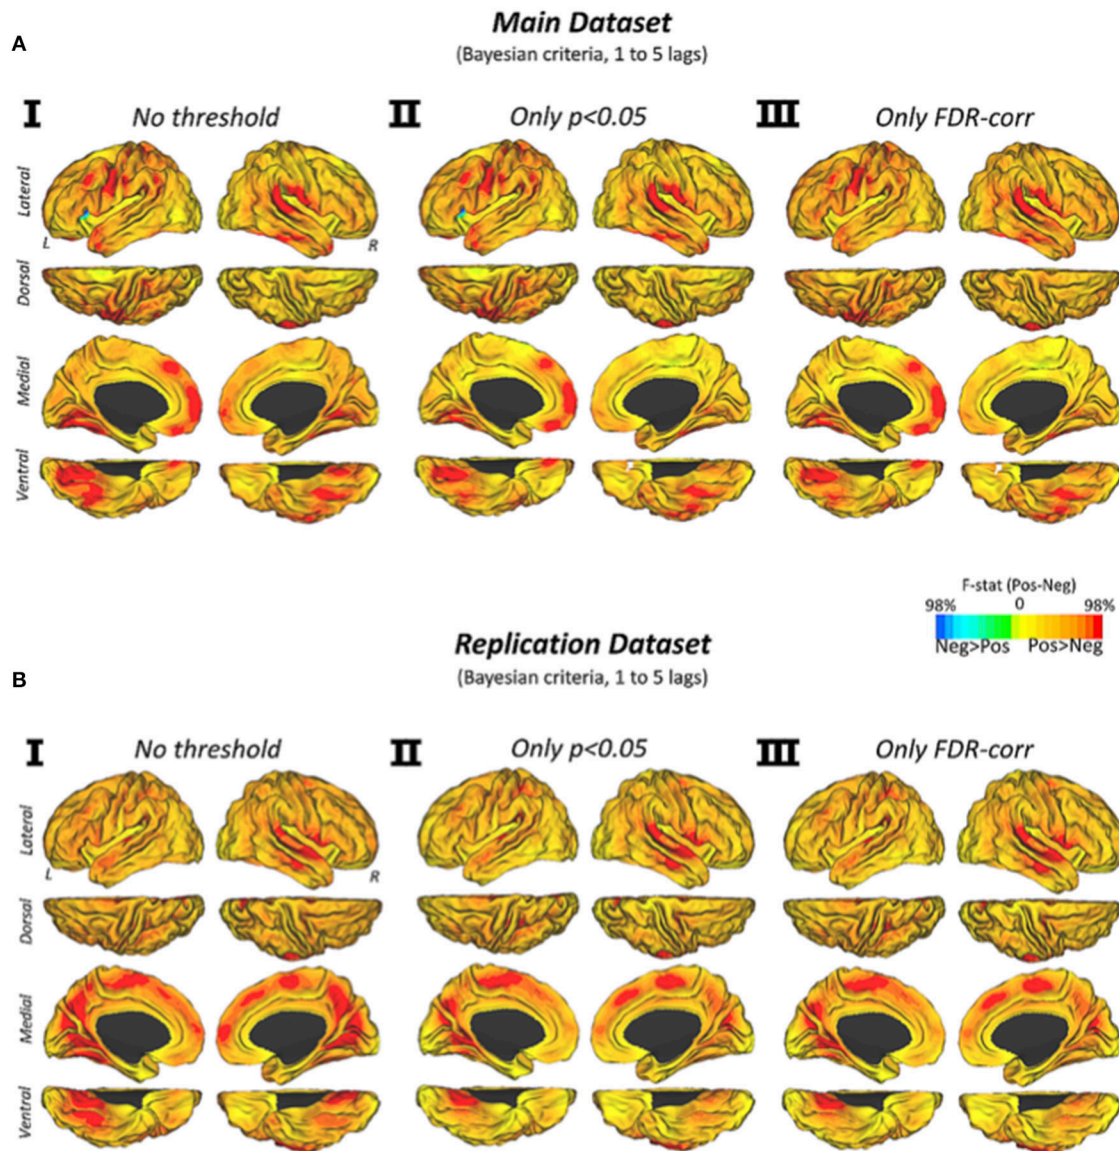 Main Dataset
A
(Bayesian criteria, 1 to 5 lags)
I No threshold II Only p<0.05 III Only FDR-corr
Lateral
L R
Dorsal
Medial
Ventral
F-stat (Pos-Neg)
98% 0 98%
Neg>Pos Pos>Neg
Replication Dataset
B
(Bayesian criteria, 1 to 5 lags)
I No threshold II Only p<0.05 III Only FDR-corr
Lateral
L R
Dorsal
Medial
Ventral